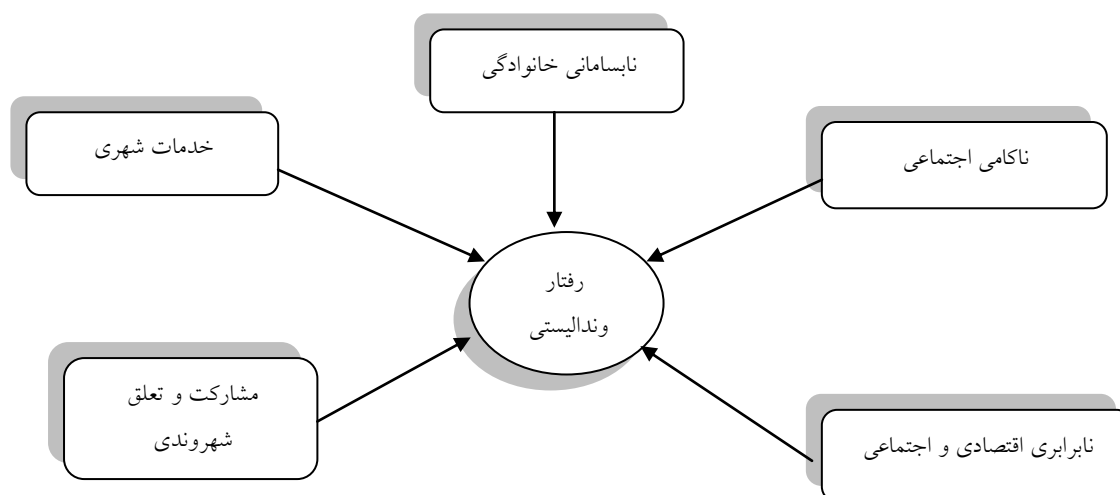 نابسامانی خانوادگی
ناکامی اجتماعی
خدمات شهری
رفتار
وندالیستی
مشارکت و تعلق
شهروندی
نابرابری اقتصادی و اجتماعی